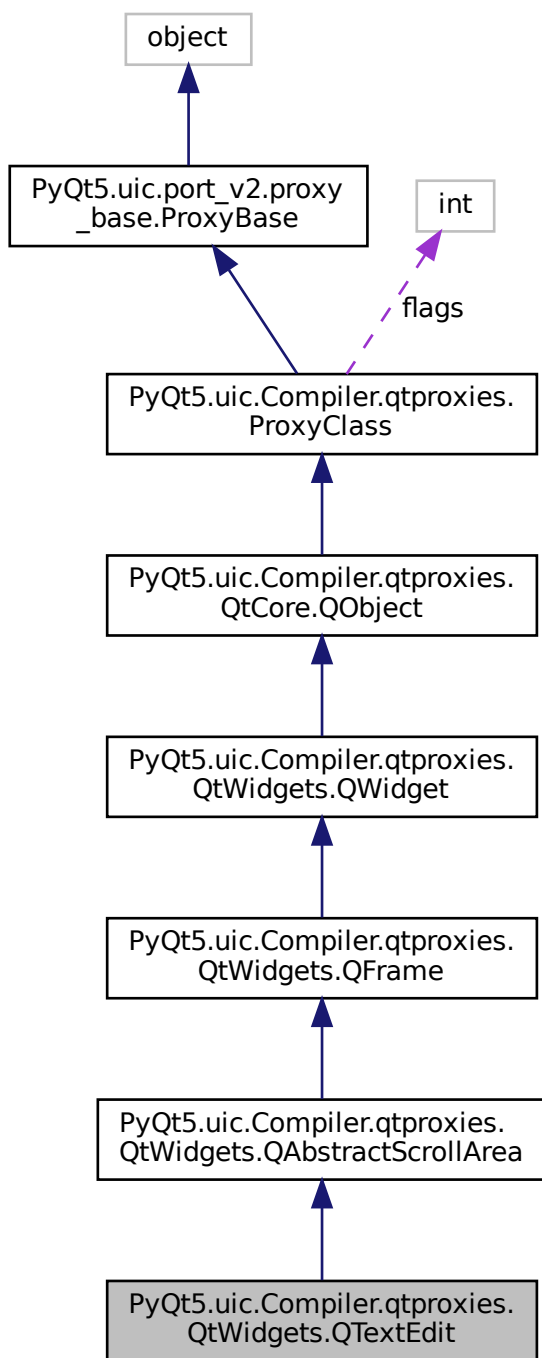 object
PyQt5.uic.port_v2.proxy
_base.ProxyBase
int
flags
PyQt5.uic.Compiler.qtproxies.
ProxyClass
PyQt5.uic.Compiler.qtproxies.
QtCore.QObject
PyQt5.uic.Compiler.qtproxies.
QtWidgets.QWidget
PyQt5.uic.Compiler.qtproxies.
QtWidgets.QFrame
PyQt5.uic.Compiler.qtproxies.
QtWidgets.QAbstractScrollArea
PyQt5.uic.Compiler.qtproxies.
QtWidgets.QTextEdit